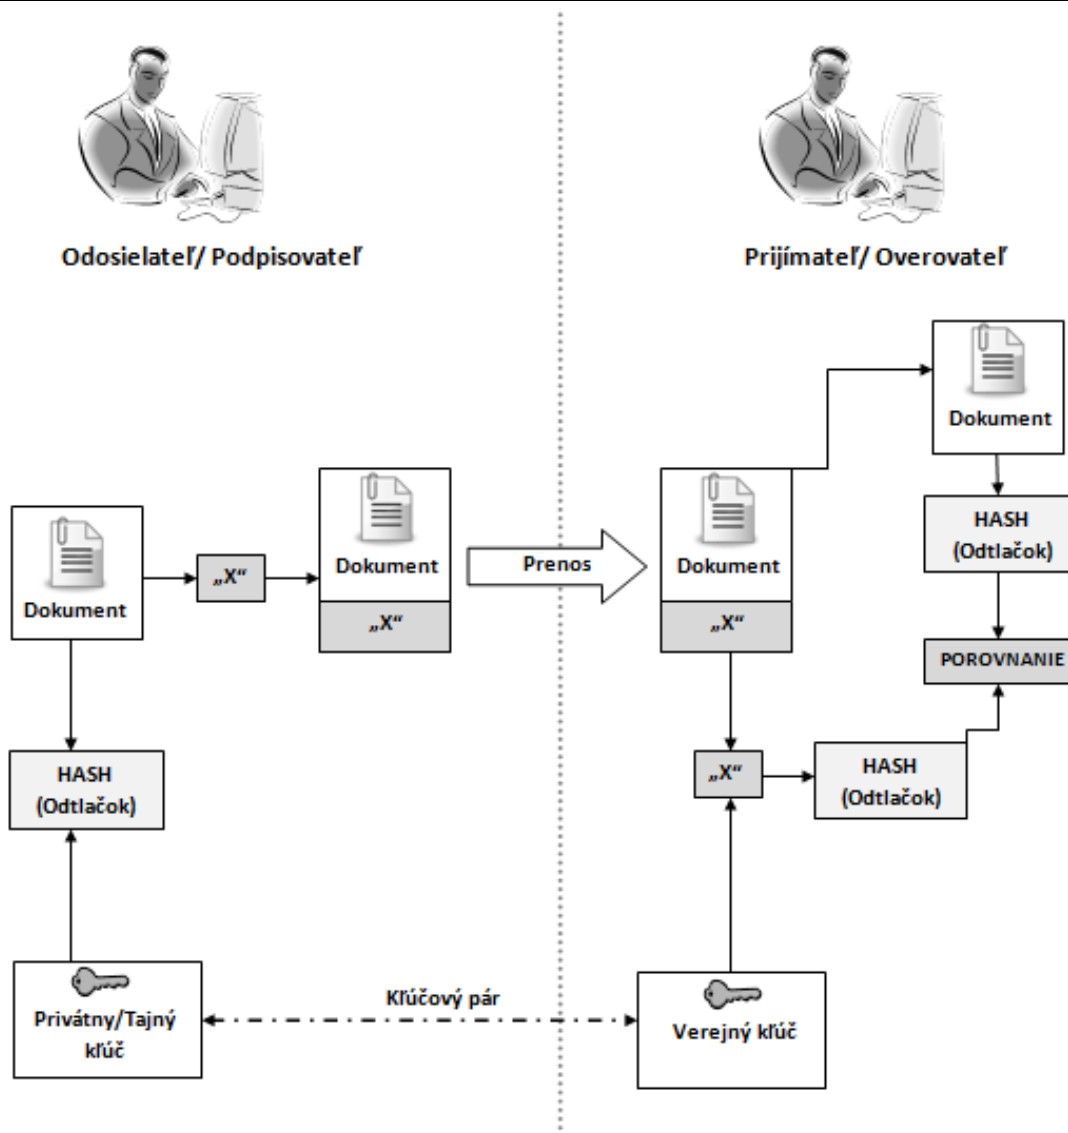 Odosielateľ/ Podpisovateľ
Prijímateľ/ Overovateľ
Dokument
HASH
(Odtlačok)
Dokument
„X“
Dokument
„X“
Prenos
Dokument
„X“
POROVNANIE
HASH
(Odtlačok)
„X“
HASH
(Odtlačok)
Kľúčový pár
Privátny/Tajný
kľúč
Verejný kľúč